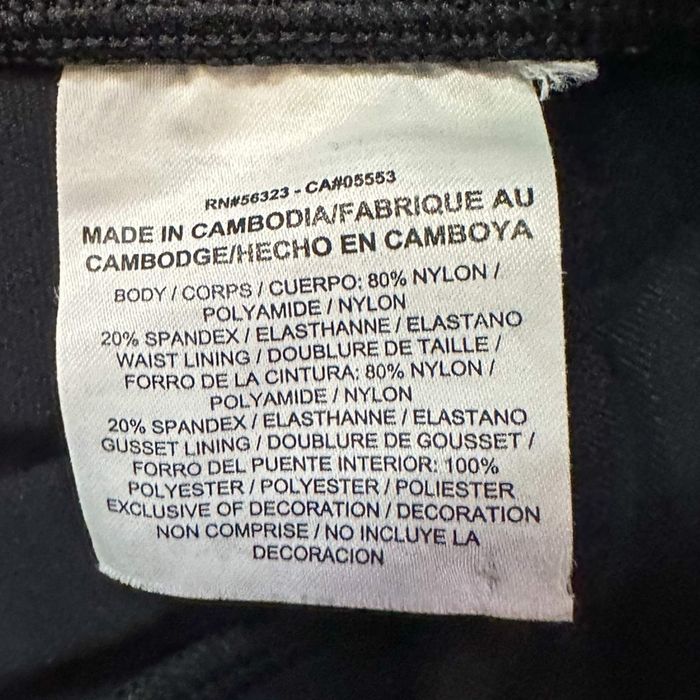 RN#56323 - CA#05553
MADE IN CAMBODIA/FABRIQUE AU
CAMBODGE/HECHO EN CAMBOYA
BODY / CORPS / CUERPO: 80% NYLON /
POLYAMIDE / NYLON
20% SPANDEX / ELASTHANNE / ELASTANO
WAIST LINING / DOUBLURE DE TAILLE /
FORRO DE LA CINTURA: 80% NYLON /
POLYAMIDE / NYLON
20% SPANDEX / ELASTHANNE / ELASTANO
GUSSET LINING / DOUBLURE DE GOUSSET /
FORRO DEL PUENTE INTERIOR: 100%
POLYESTER / POLYESTER / POLIESTER
EXCLUSIVE OF DECORATION / DECORATION
NON COMPRISE / NO INCLUYE LA
DECORACION